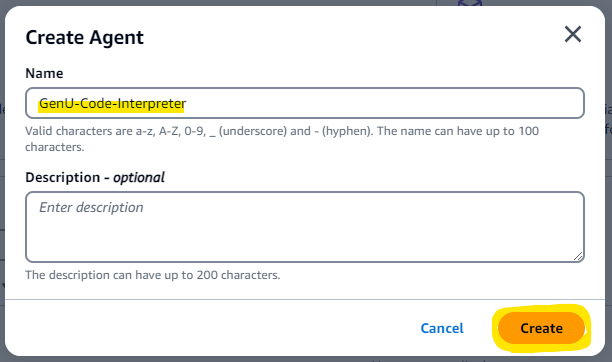 Create Agent
Name
GenU-Code-Interpreter
Valid characters are a-z, A-Z, 0-9, _ (underscore) and - (hyphen). The name can have up to 100
characters.
Description - optional
Enter description
The description can have up to 200 characters.
Cancel
Create